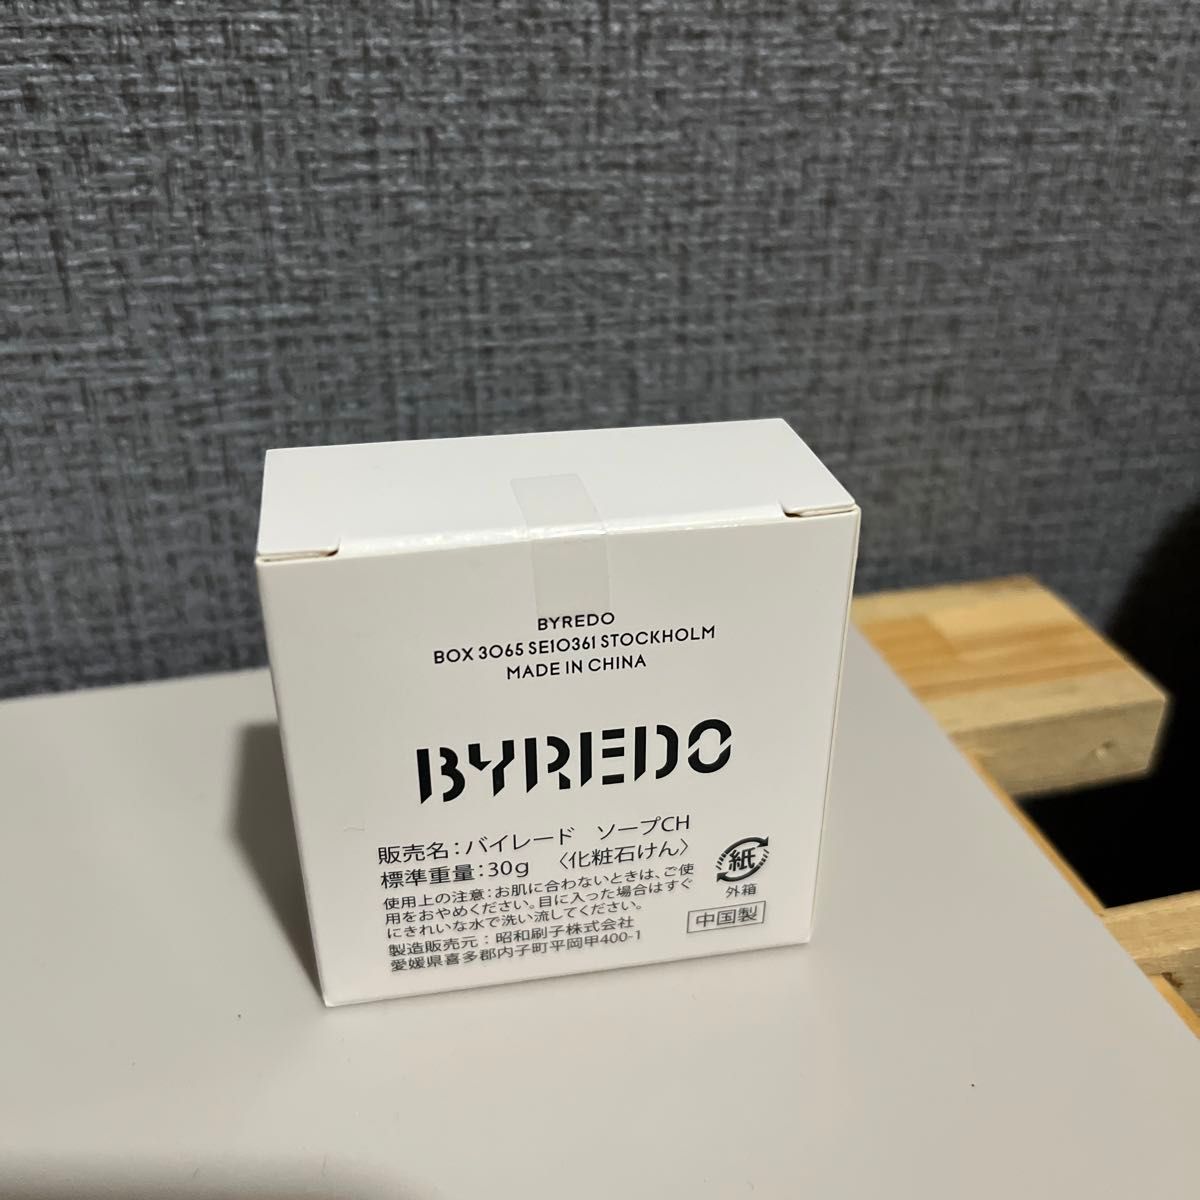 BYREDO
BOX 3065 SE10361 STOCKHOLM
MADE IN CHINA
BYREDO
販売名:バイレード ソープCH
標準重量:30g 〈化粧石けん〉
使用上の注意:お肌に合わないときは、ご使
用をおやめください。目に入った場合はすぐ
にきれいな水で洗い流してください。
製造販売元:昭和刷子株式会社
愛媛県喜多郡内子町平岡甲400-1
紙
外箱
中国製